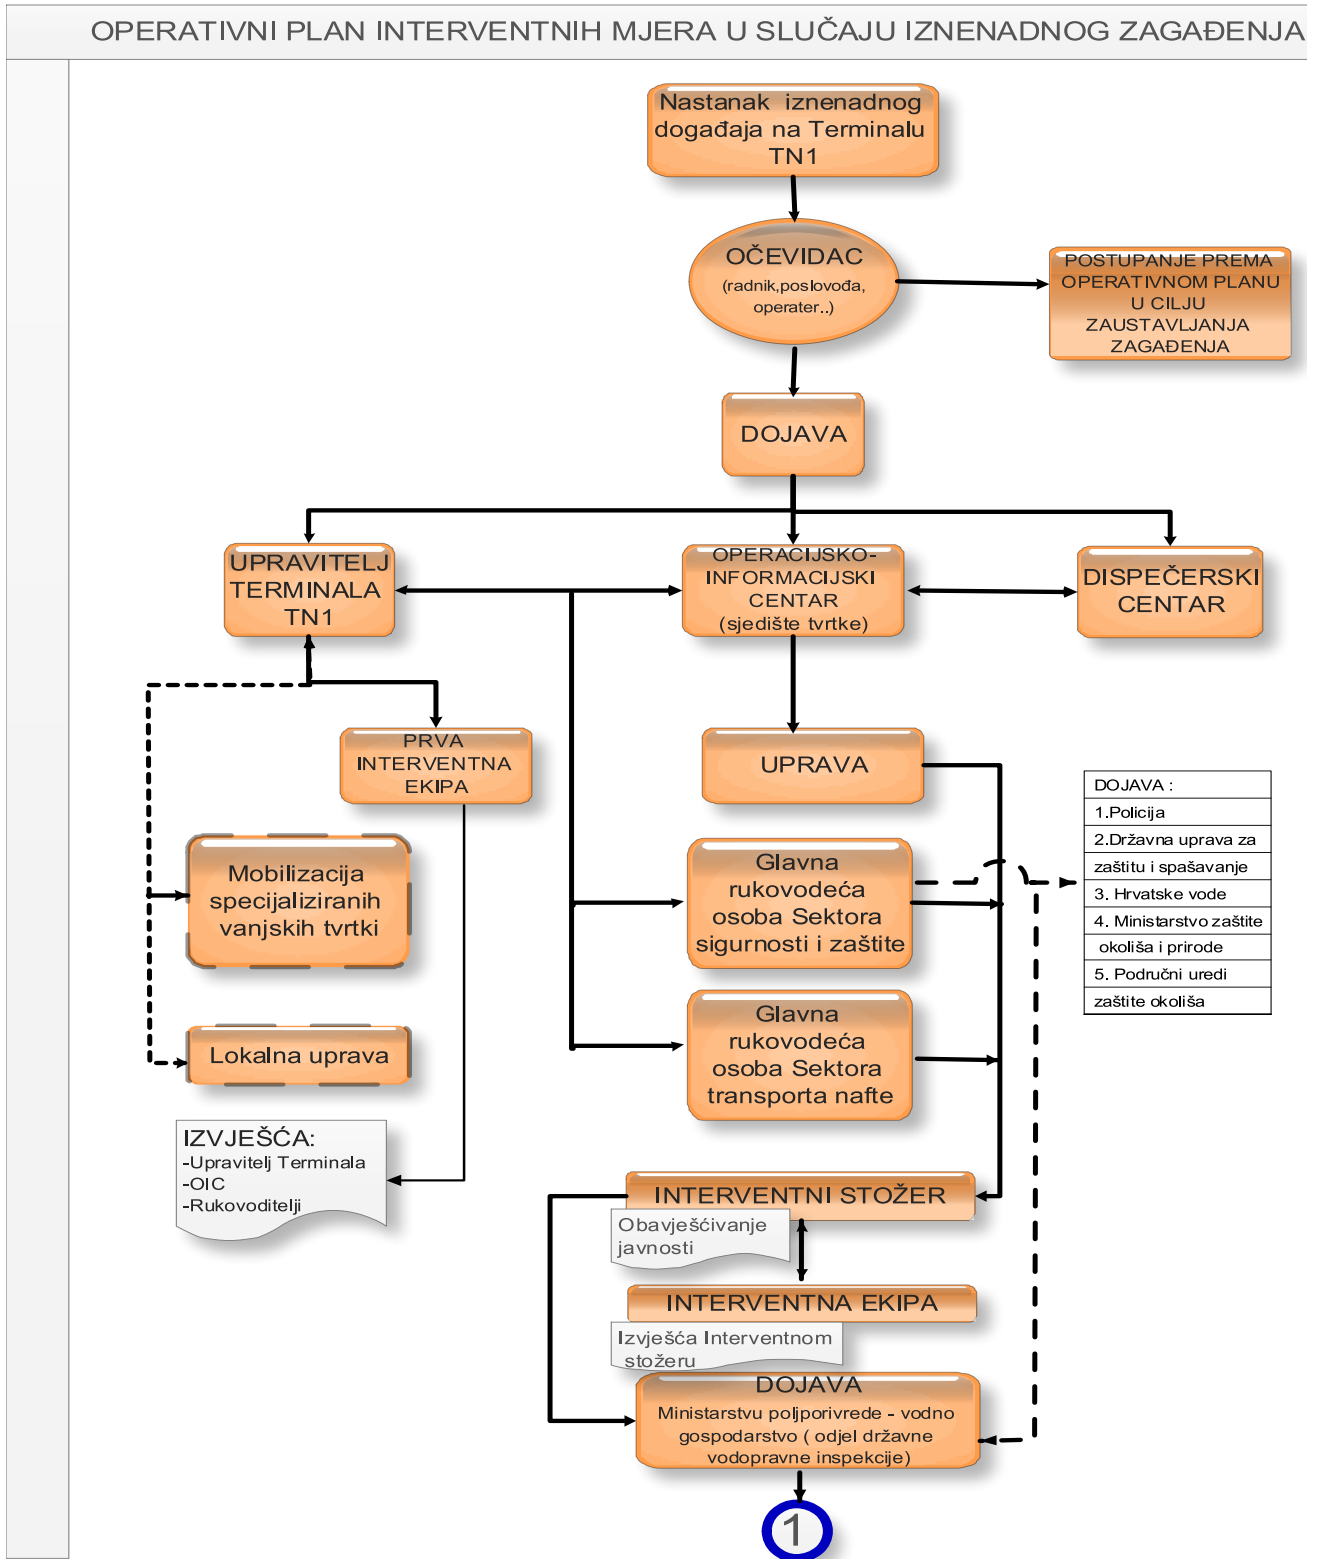 OPERATIVNI PLAN INTERVENTNIH MJERA U SLUČAJU IZNENADNOG ZAGAĐENJA
Nastanak iznenadnog
događaja na Terminalu
TN1
OČEVIDAC
(radnik,poslovođa,
operater..)
POSTUPANJE PREMA
OPERATIVNOM PLANU
U CILJU
ZAUSTAVLJANJA
ZAGAĐENJA
DOJAVA
UPRAVITELJ
TERMINALA
TN1
OPERACIJSKO-
INFORMACIJSKI
CENTAR
(sjedište tvrtke)
DISPEČERSKI
CENTAR
PRVA
INTERVENTNA
EKIPA
UPRAVA
DOJAVA :
1.Policija
2.Državna uprava za
zaštitu i spašavanje
3. Hrvatske vode
4. Ministarstvo zaštite
okoliša i prirode
5. Područni uredi
zaštite okoliša
Mobilizacija
specijaliziranih
vanjskih tvrtki
Glavna
rukovodeća
osoba Sektora
sigurnosti i zaštite
Lokalna uprava
Glavna
rukovodeća
osoba Sektora
transporta nafte
IZVJEŠĆA:
-Upravitelj Terminala
-OIC
-Rukovoditelji
INTERVENTNI STOŽER
Obavješćivanje
javnosti
INTERVENTNA EKIPA
Izvješća Interventnom
stožeru
DOJAVA
Ministarstvu poljporivrede - vodno
gospodarstvo ( odjel državne
vodopravne inspekcije)
1